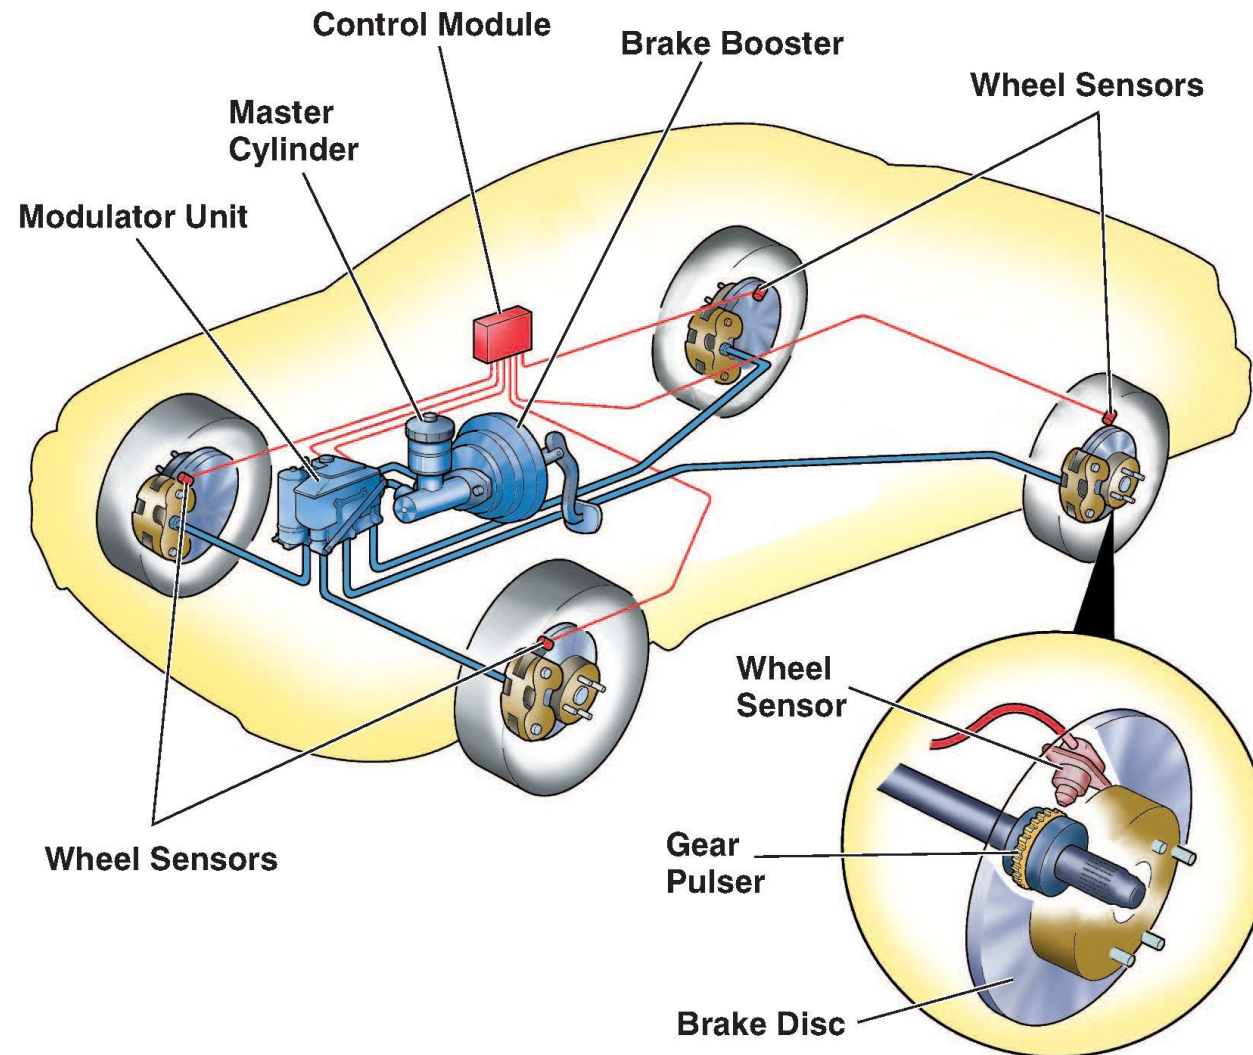 Control Module
Brake Booster
Wheel Sensors
Master
Cylinder
Modulator Unit
Wheel
Sensor
Gear
Pulser
Wheel Sensors
Brake Disc